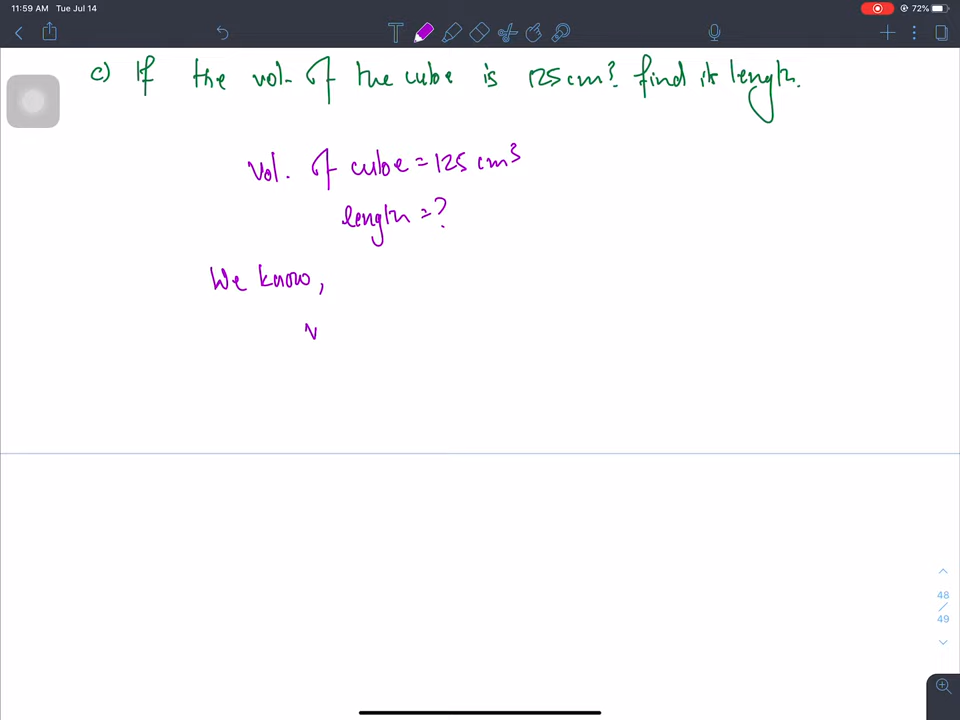 11:59 AM Tue Jul 14
72%
T
c) If the vol. of the cube is 125 cm³. find its length.
vol. of cube = 125 cm³
length = ?
We know,
V
48
/
49